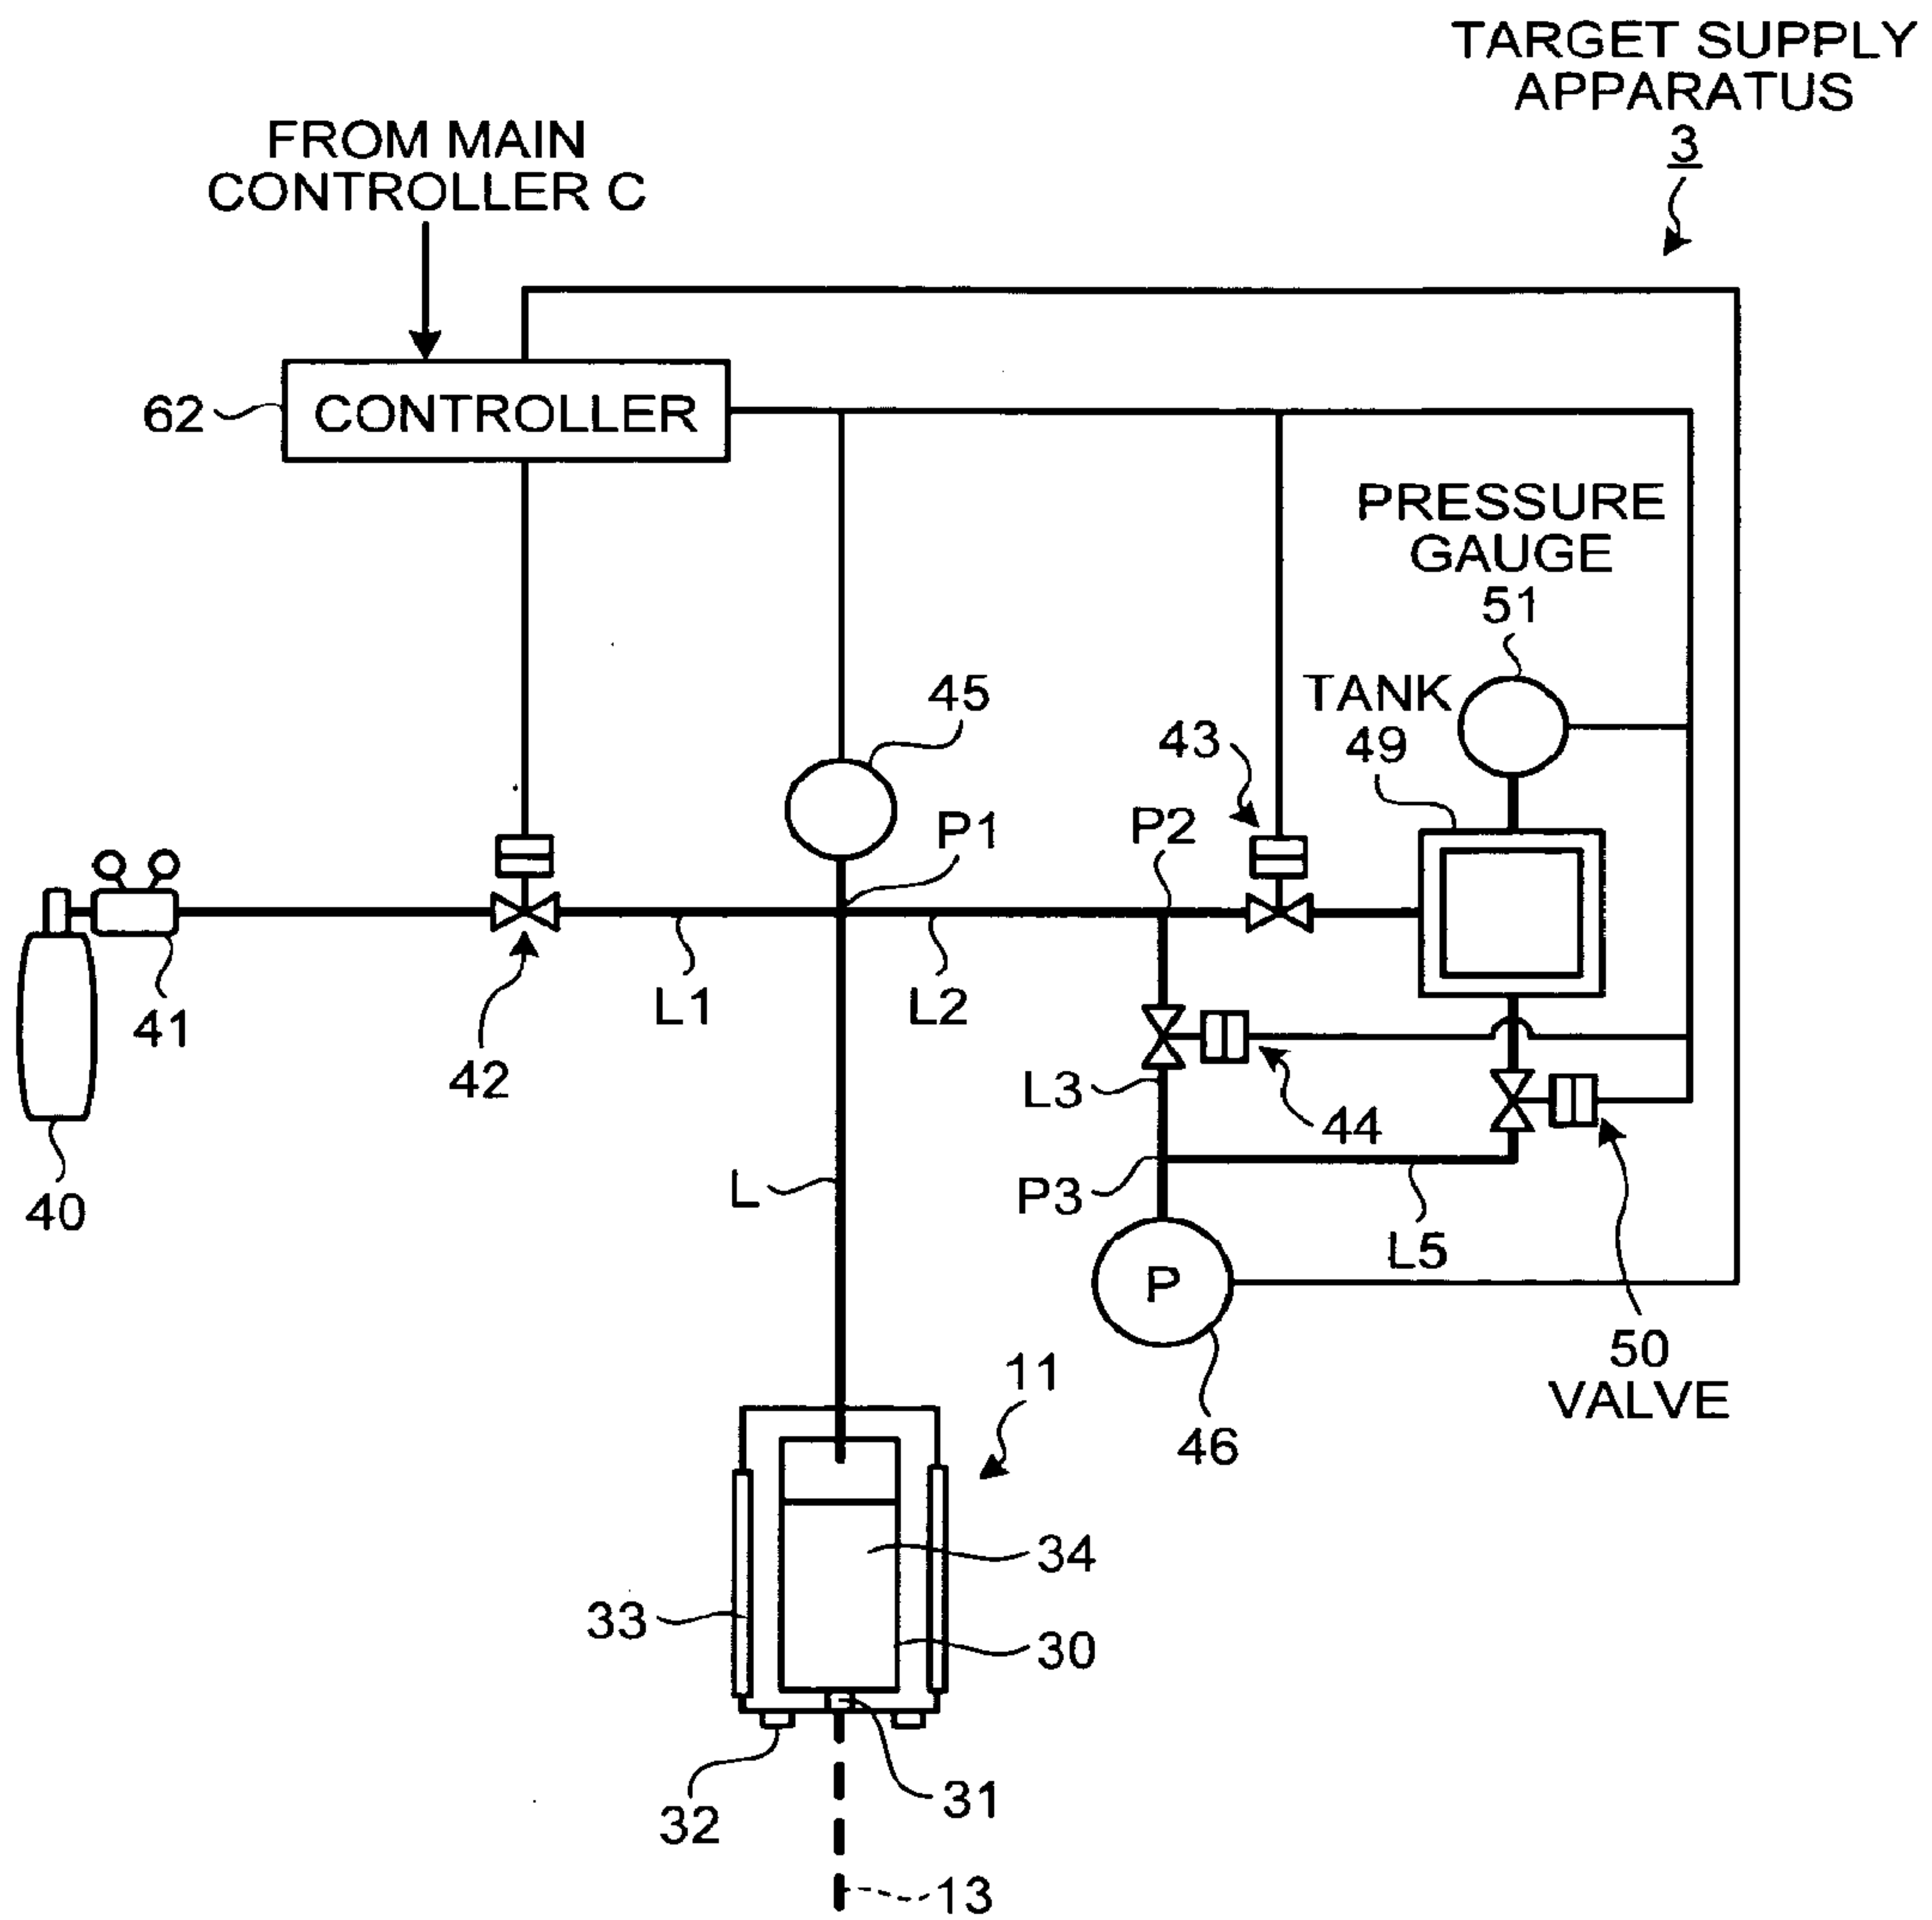 TARGET SUPPLY
APPARATUS
3
FROM MAIN
CONTROLLER C
62
CONTROLLER
PRESSURE
GAUGE
51
TANK
49
45
43
P1
P2
41
42
L1
L2
L3
44
40
L
P3
L5
P
50
VALVE
46
11
34
33
30
31
32
13